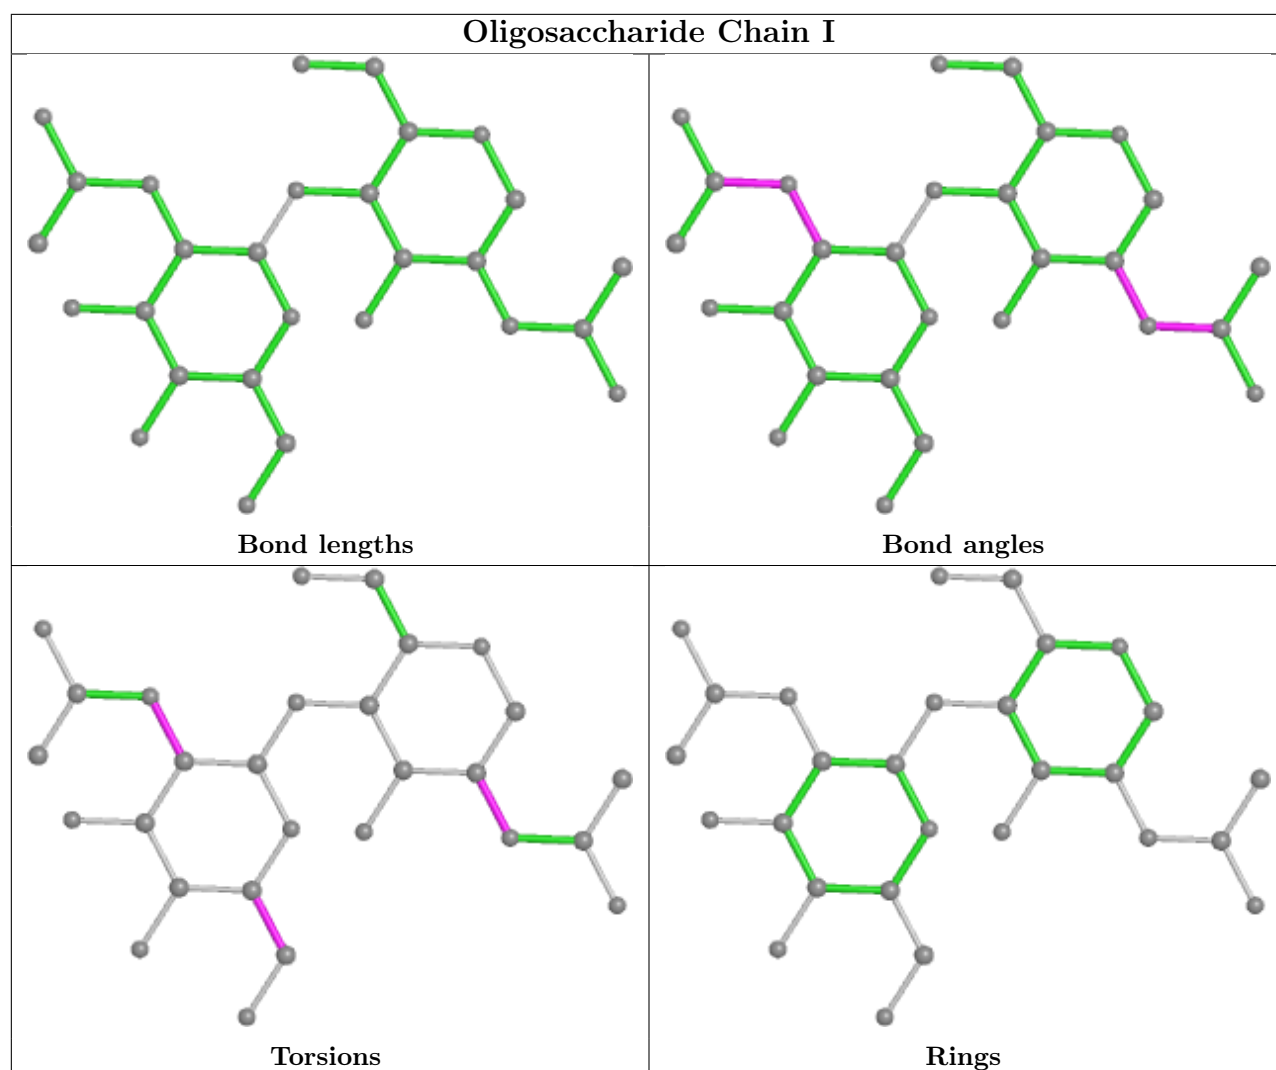 Oligosaccharide Chain I
Bond lengths
Bond angles
Torsions
Rings